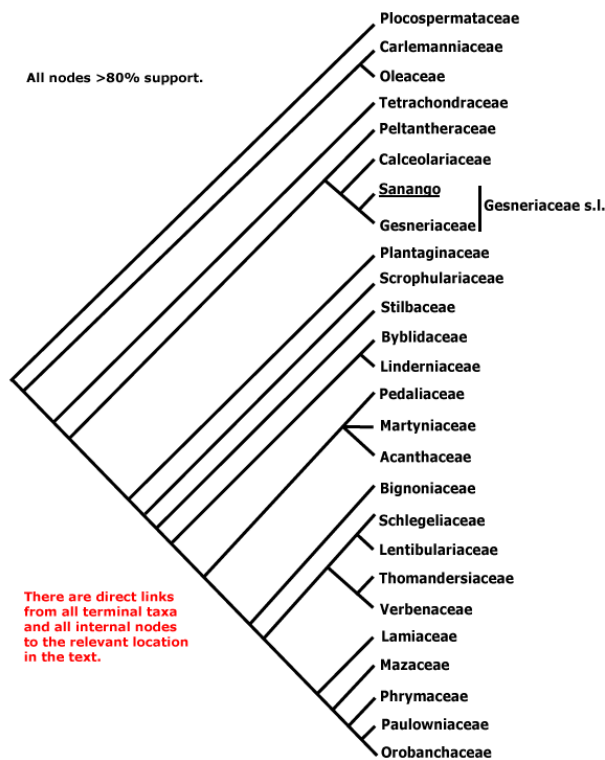 Plocospermataceae
Carlemanniaceae
All nodes >80% support.
Oleaceae
Tetrachondraceae
Peltantheraceae
Calceolariaceae
Sanango
Gesneriaceae s.l.
Gesneriaceae
Plantaginaceae
Scrophulariaceae
Stilbaceae
Byblidaceae
Linderniaceae
Pedaliaceae
Martyniaceae
Acanthaceae
Bignoniaceae
Schlegeliaceae
Lentibulariaceae
Thomandersiaceae
Verbenaceae
Lamiaceae
Mazaceae
Phrymaceae
Paulowniaceae
Orobanchaceae
There are direct links
from all terminal taxa
and all internal nodes
to the relevant location
in the text.